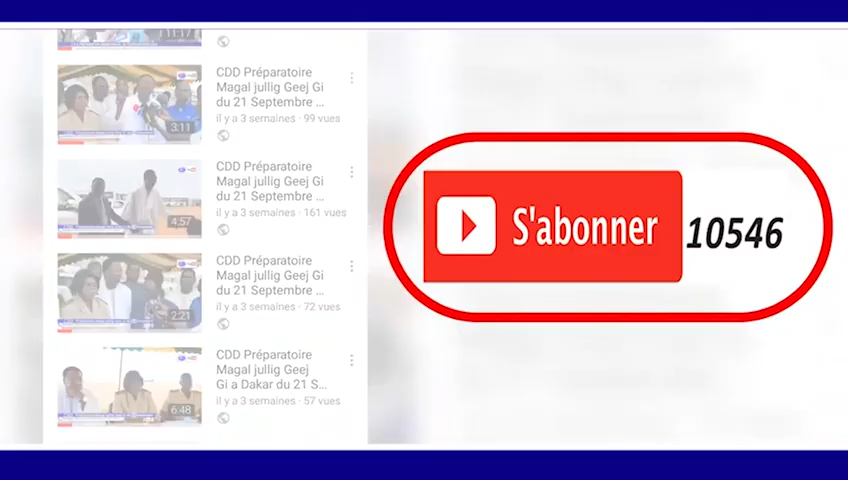 11:17
CDD Préparatoire
Magal jullig Geej Gi
du 21 Septembre ...
il y a 3 semaines · 99 vues
3:11
CDD Préparatoire
Magal jullig Geej Gi
du 21 Septembre ...
il y a 3 semaines · 161 vues
4:57
CDD Préparatoire
Magal jullig Geej Gi
du 21 Septembre ...
il y a 3 semaines · 72 vues
2:21
CDD Préparatoire
Magal jullig Geej
Gi a Dakar du 21 S...
il y a 3 semaines · 57 vues
6:48
S'abonner
10546